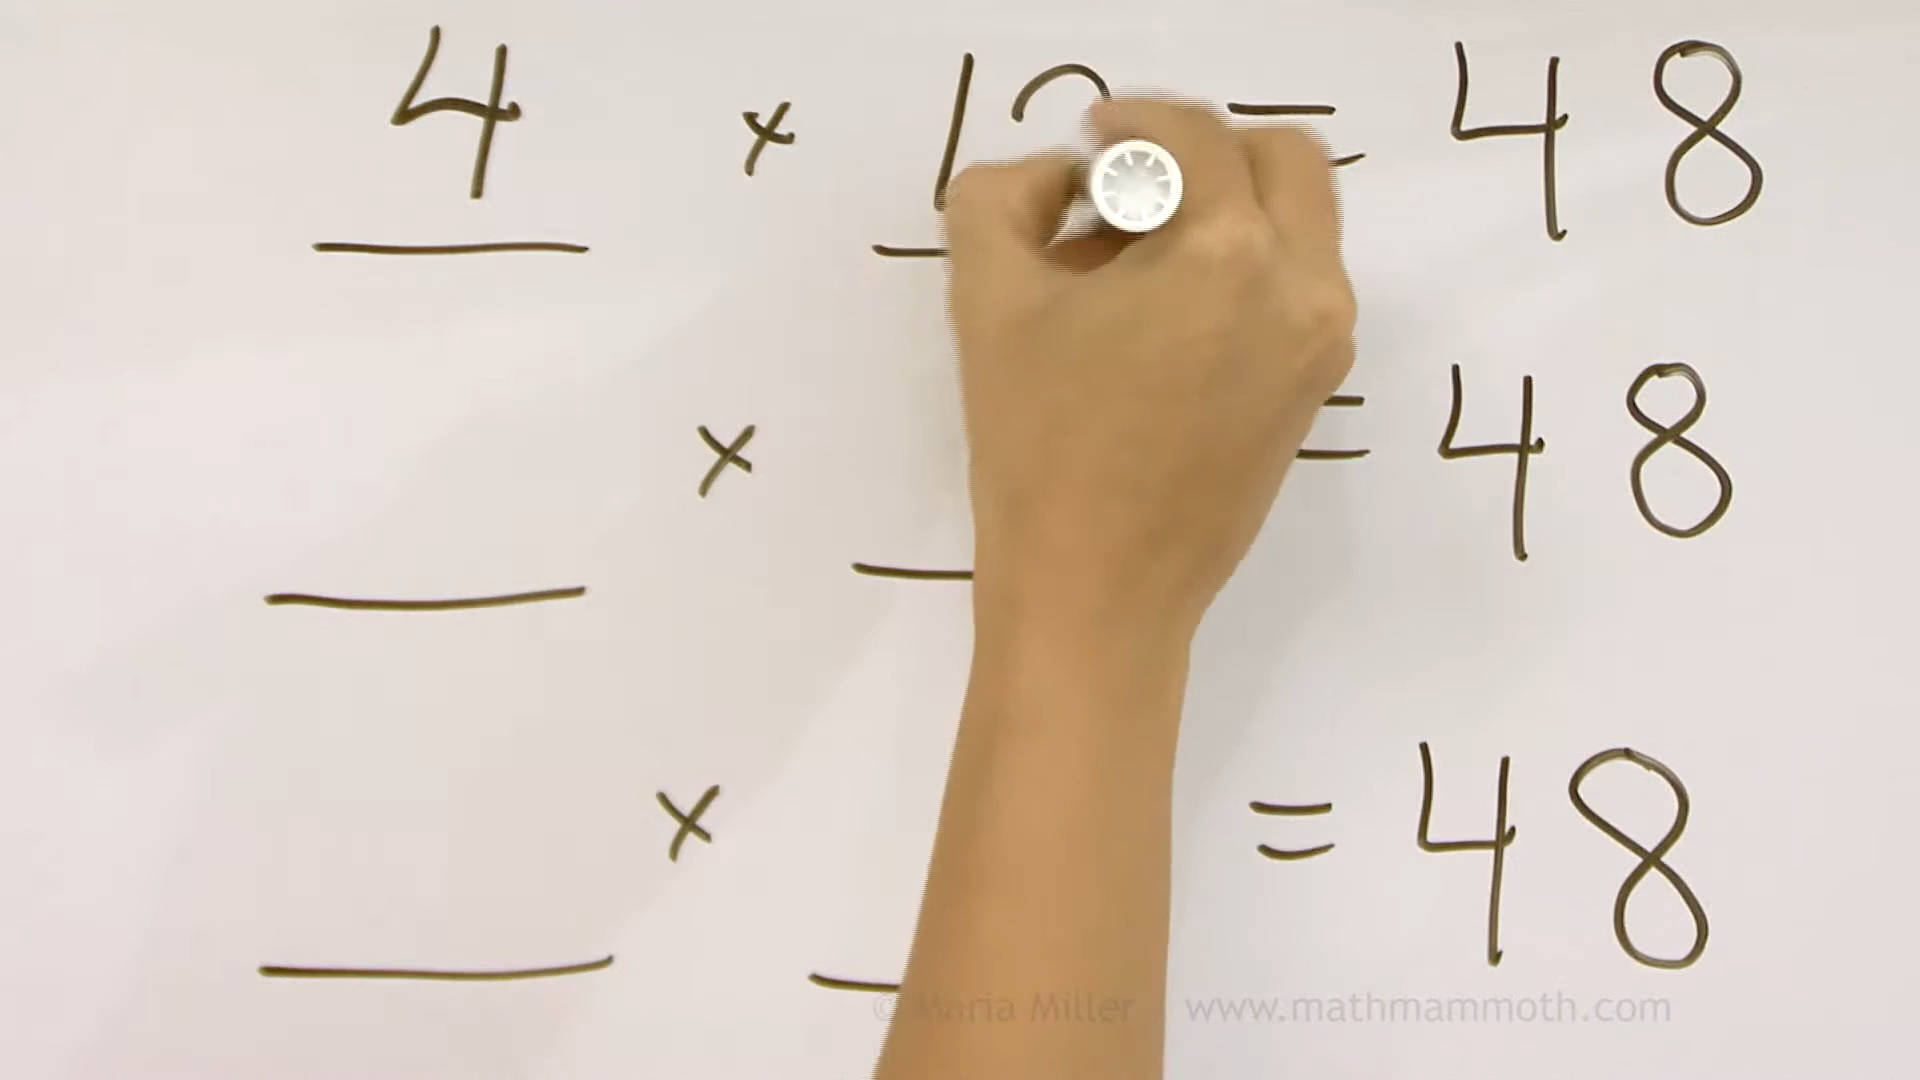 4 × 12 = 48
× = 48
× = 48
© Maria Miller www.mathmammoth.com